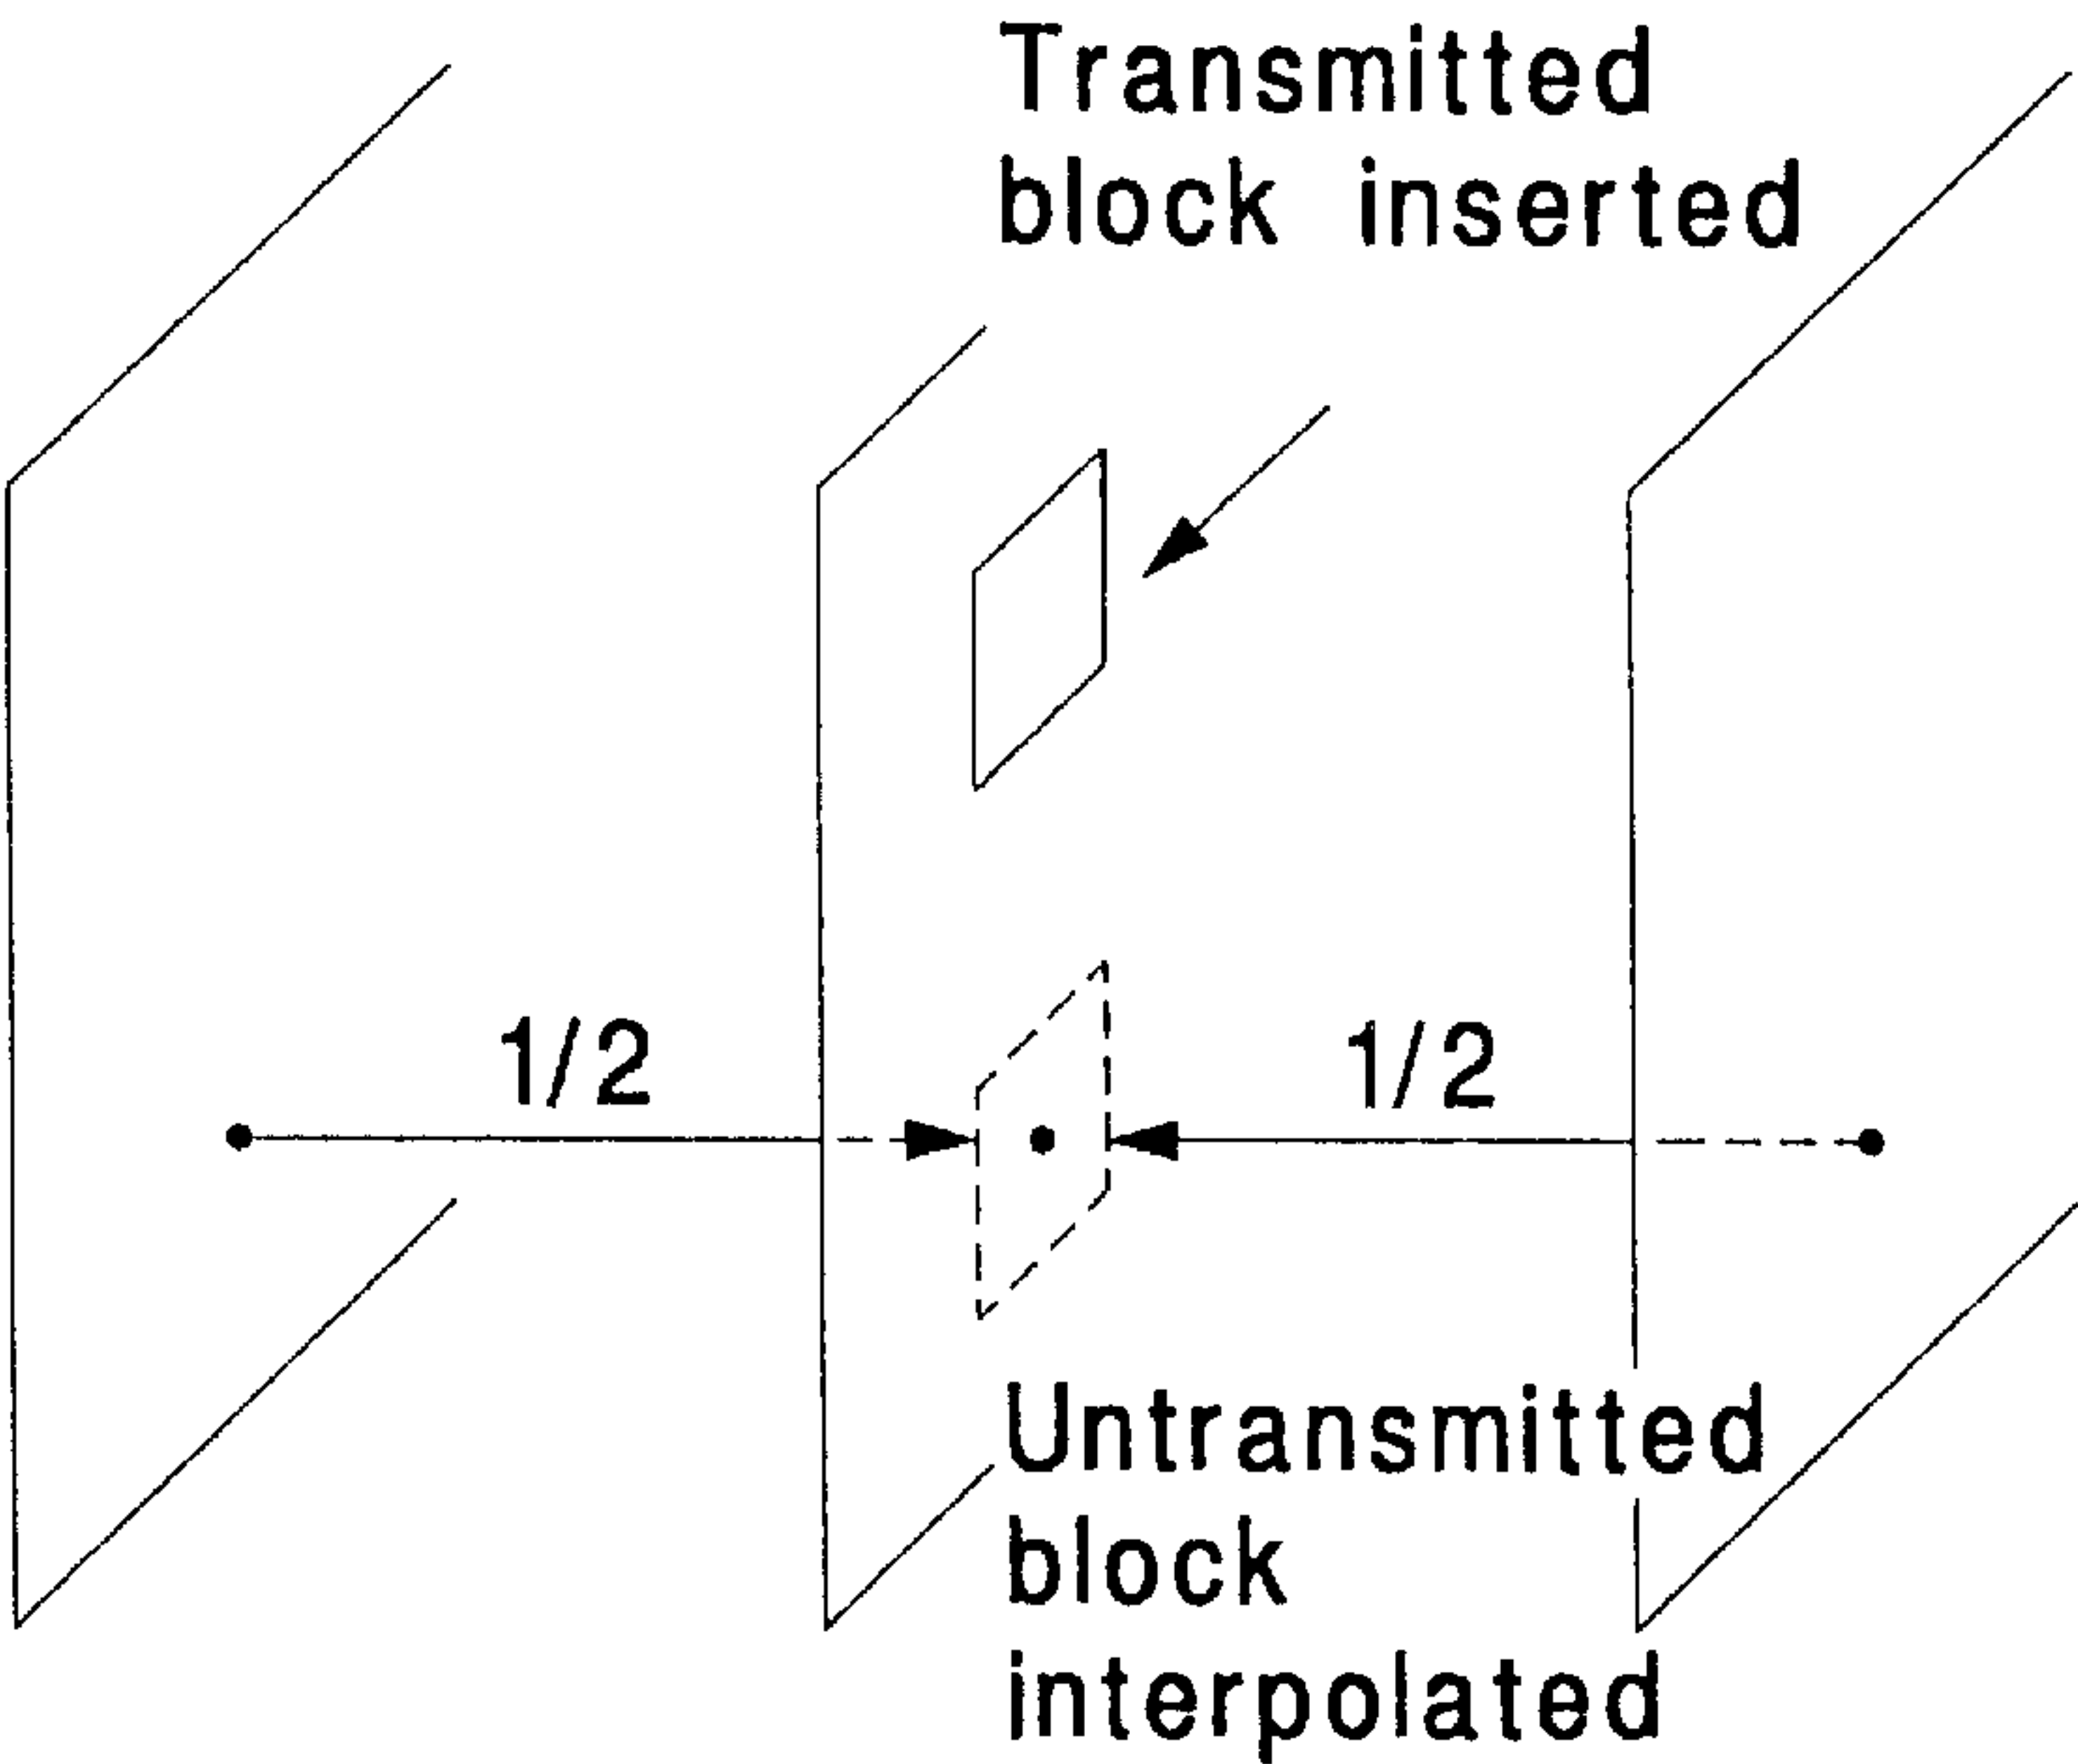 Transmitted
block inserted
1/2
1/2
Untransmitted
block
interpolated